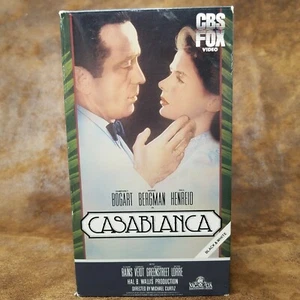 CBS
FOX
VIDEO
BOGART BERGMAN HENREID
CASABLANCA
BLACK & WHITE
RAINS VEIDT GREENSTREET LORRE
HAL B. WALLIS PRODUCTION
DIRECTED BY MICHAEL CURTIZ